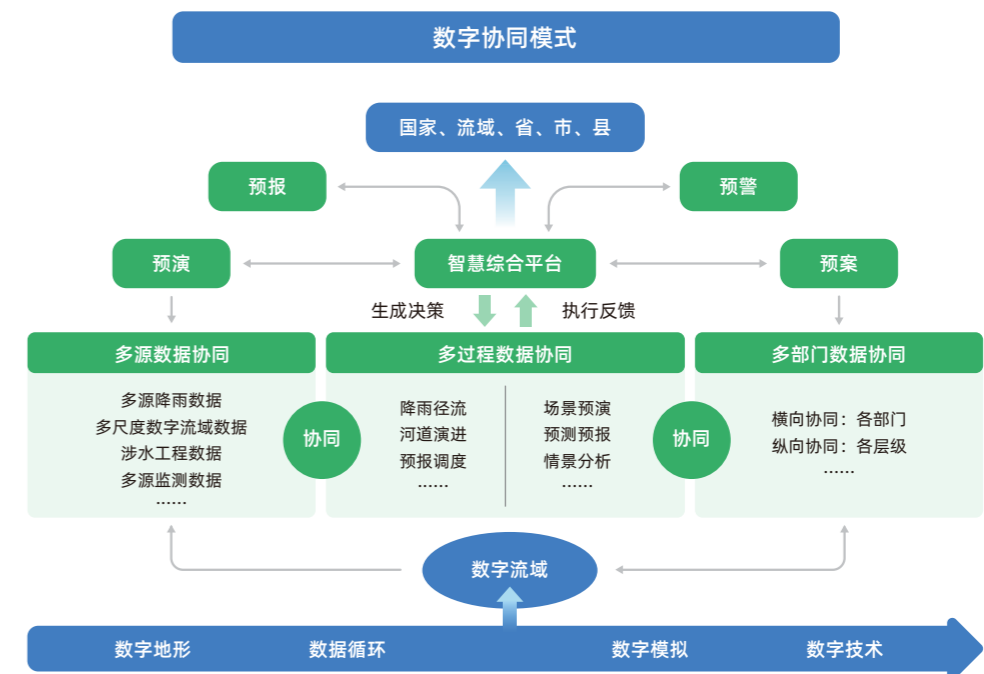 数字协同模式
国家、流域、省、市、县
预报
预警
预演
智慧综合平台
预案
生成决策
执行反馈
多源数据协同
多过程数据协同
多部门数据协同
多源降雨数据
多尺度数字流域数据
涉水工程数据
多源监测数据
......
协同
降雨径流
河道演进
预报调度
......
场景预演
预测预报
情景分析
......
协同
横向协同：各部门
纵向协同：各层级
......
数字流域
数字地形
数据循环
数字模拟
数字技术